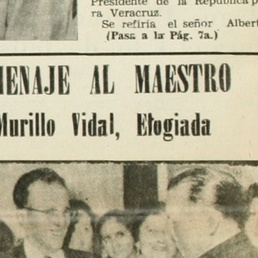 Presidente de la República p
ra Veracruz.
Se refiría el señor Albert
(Pasa a la Pág. 7a.)
MENAJE AL MAESTRO
Murillo Vidal, Elogiada